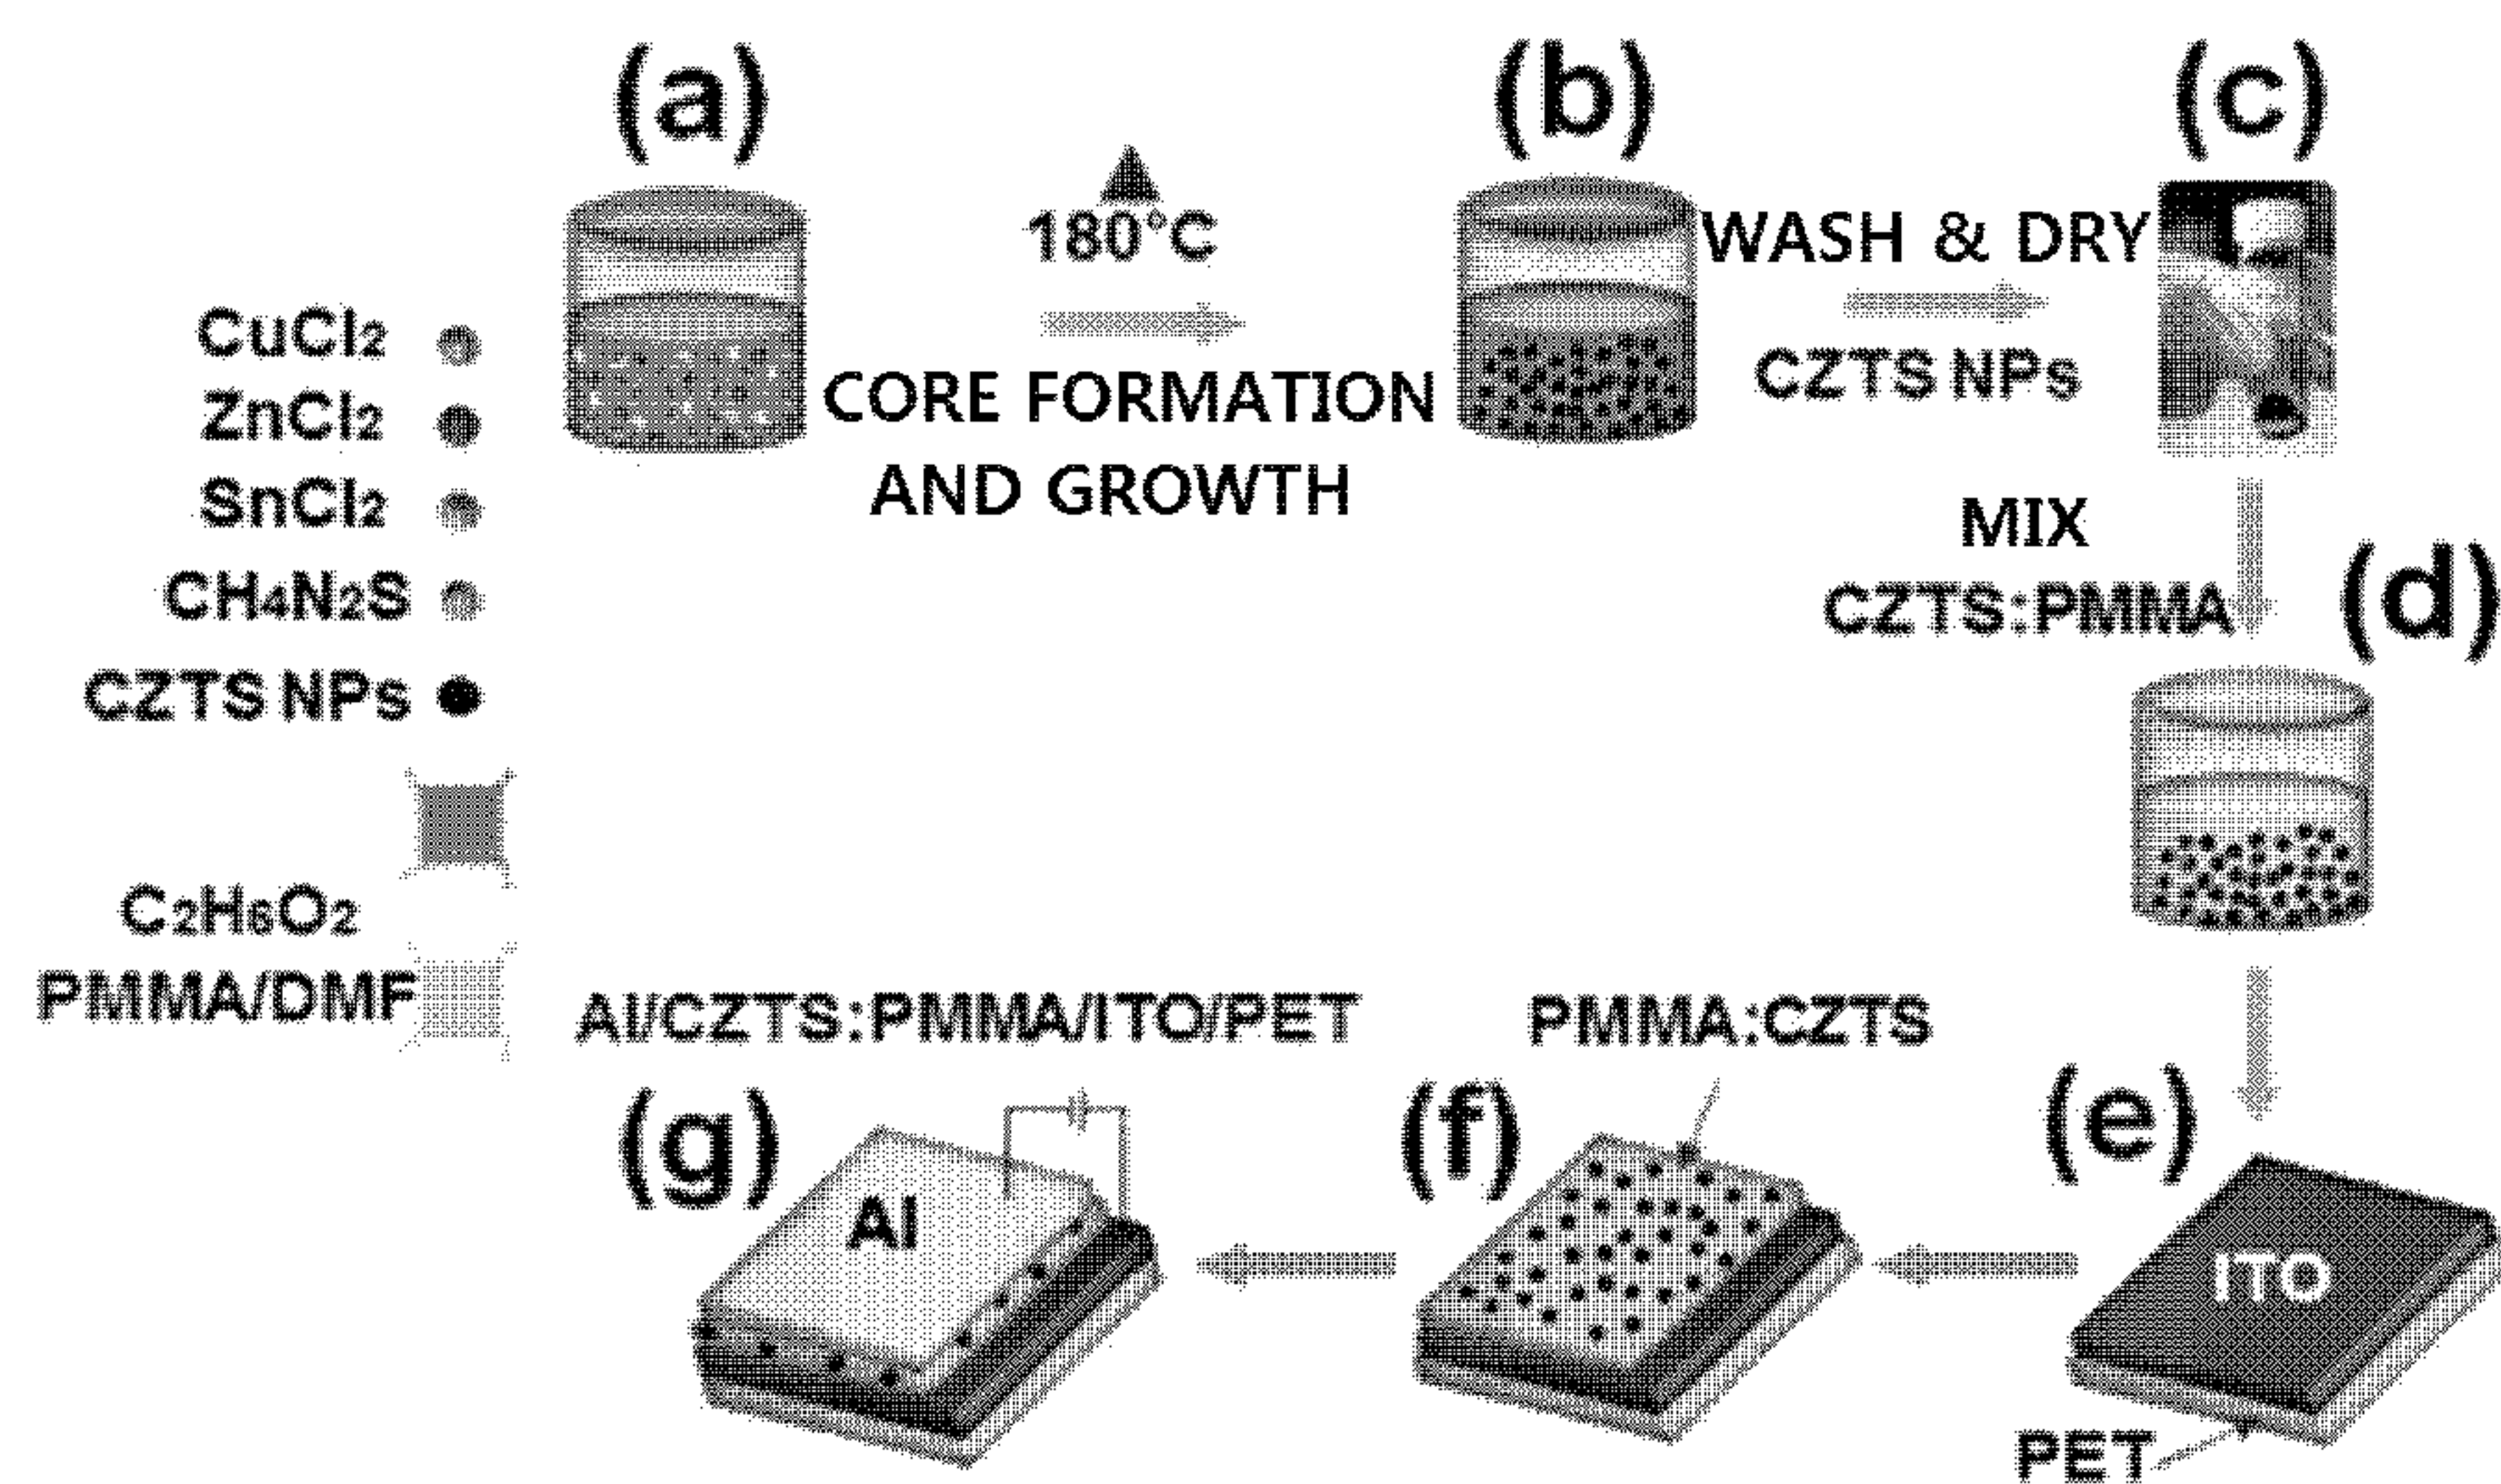 (a)
(b)
(c)
180°C
WASH & DRY
CORE FORMATION
AND GROWTH
CZTS NPs
CuCl2
ZnCl2
SnCl2
CH4N2S
CZTS NPs
C2H6O2
PMMA/DMF
MIX
CZTS:PMMA
(d)
Al/CZTS:PMMA/ITO/PET
PMMA:CZTS
(g)
(f)
(e)
Al
ITO
PET